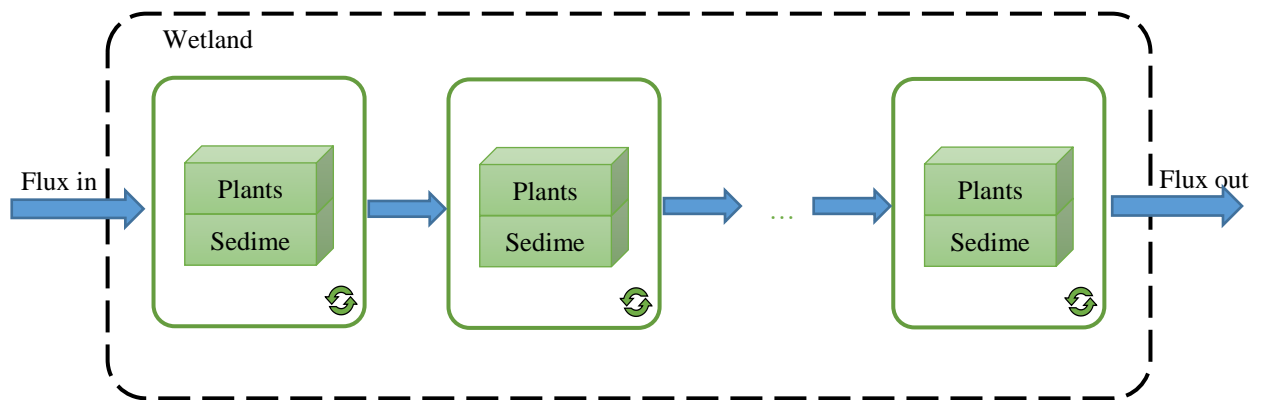 Wetland
Flux in
Plants
Sedime
Plants
Sedime
…
Plants
Sedime
Flux out